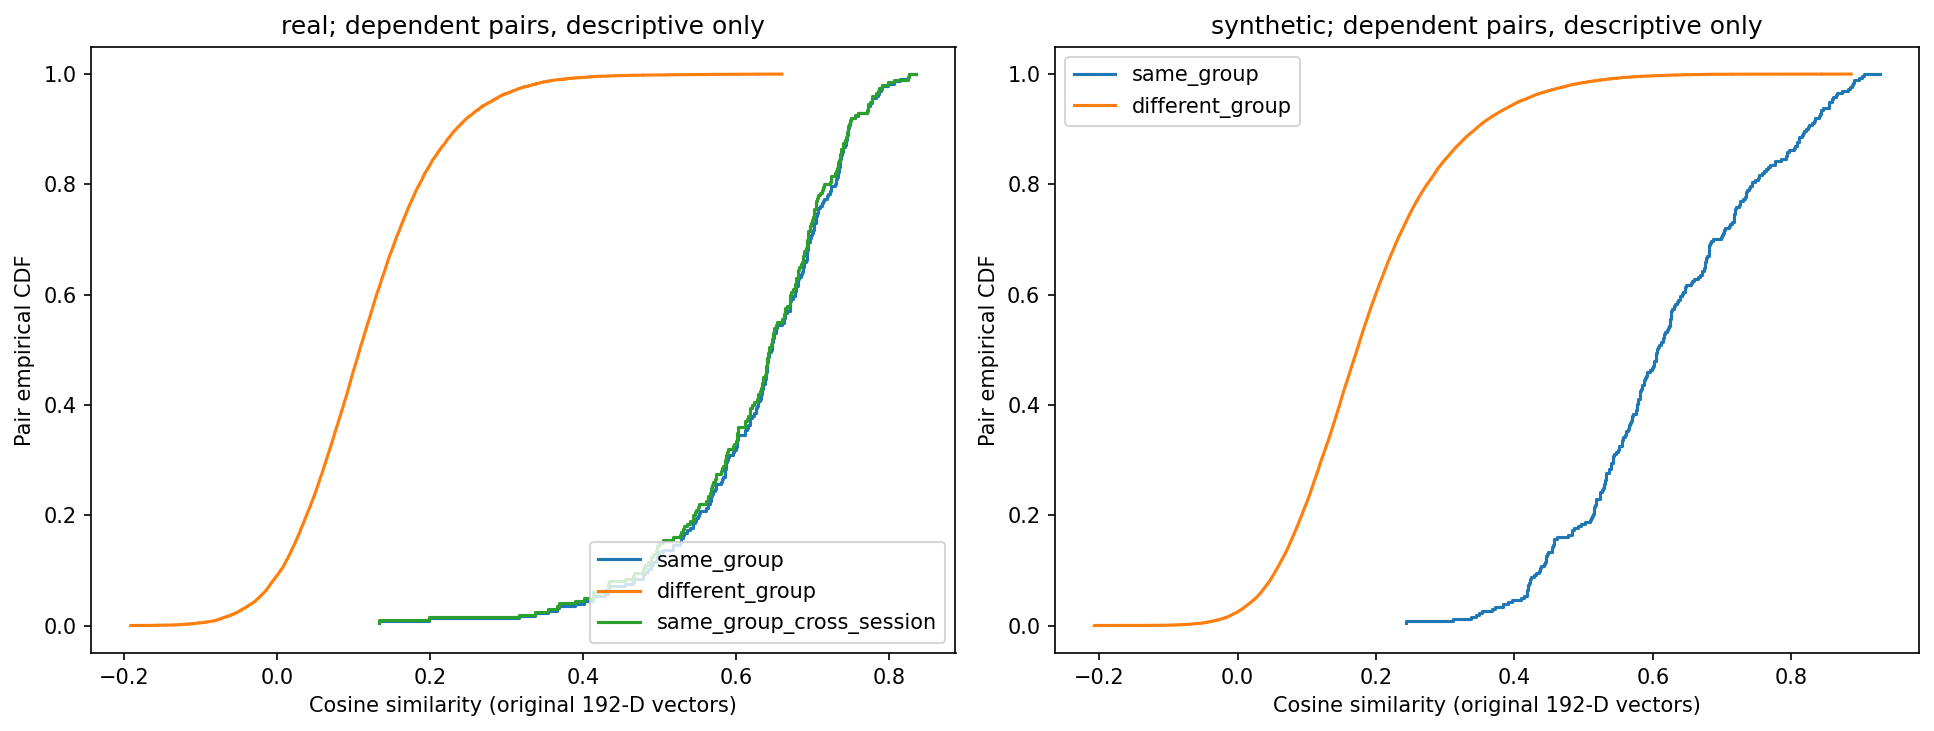 real; dependent pairs, descriptive only
Pair empirical CDF
1.0
0.8
0.6
0.4
0.2
0.0
same_group
different_group
same_group_cross_session
−0.2
0.0
0.2
0.4
0.6
0.8
Cosine similarity (original 192-D vectors)
synthetic; dependent pairs, descriptive only
same_group
different_group
Pair empirical CDF
1.0
0.8
0.6
0.4
0.2
0.0
−0.2
0.0
0.2
0.4
0.6
0.8
Cosine similarity (original 192-D vectors)